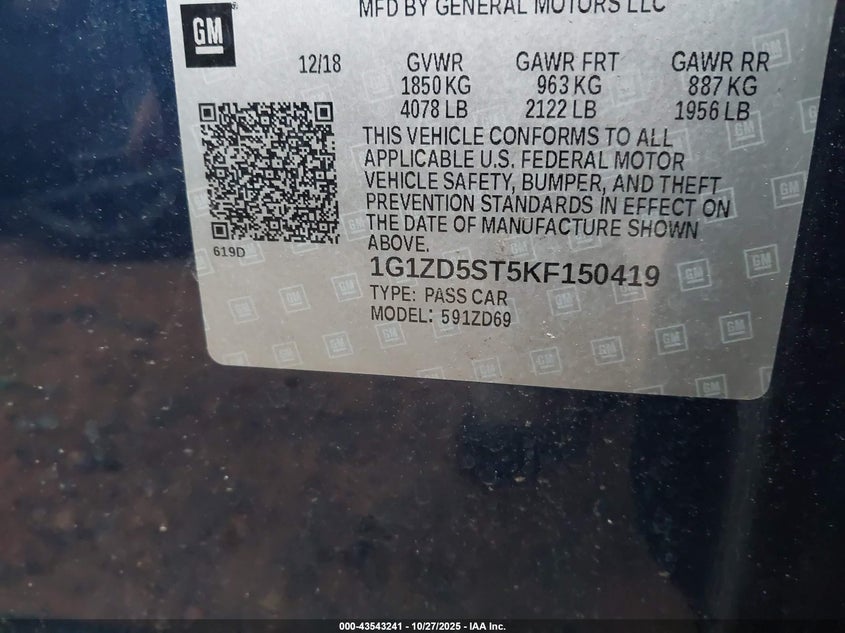 MFD BY GENERAL MOTORS LLC
GM
12/18 GVWR GAWR FRT GAWR RR
1850 KG 963 KG 887 KG
4078 LB 2122 LB 1956 LB
THIS VEHICLE CONFORMS TO ALL
APPLICABLE U.S. FEDERAL MOTOR
VEHICLE SAFETY, BUMPER, AND THEFT
PREVENTION STANDARDS IN EFFECT ON
THE DATE OF MANUFACTURE SHOWN
ABOVE.
619D
1G1ZD5ST5KF150419
TYPE: PASS CAR
MODEL: 591ZD69
000-43543241 | 10/27/2025 - IAA Inc.